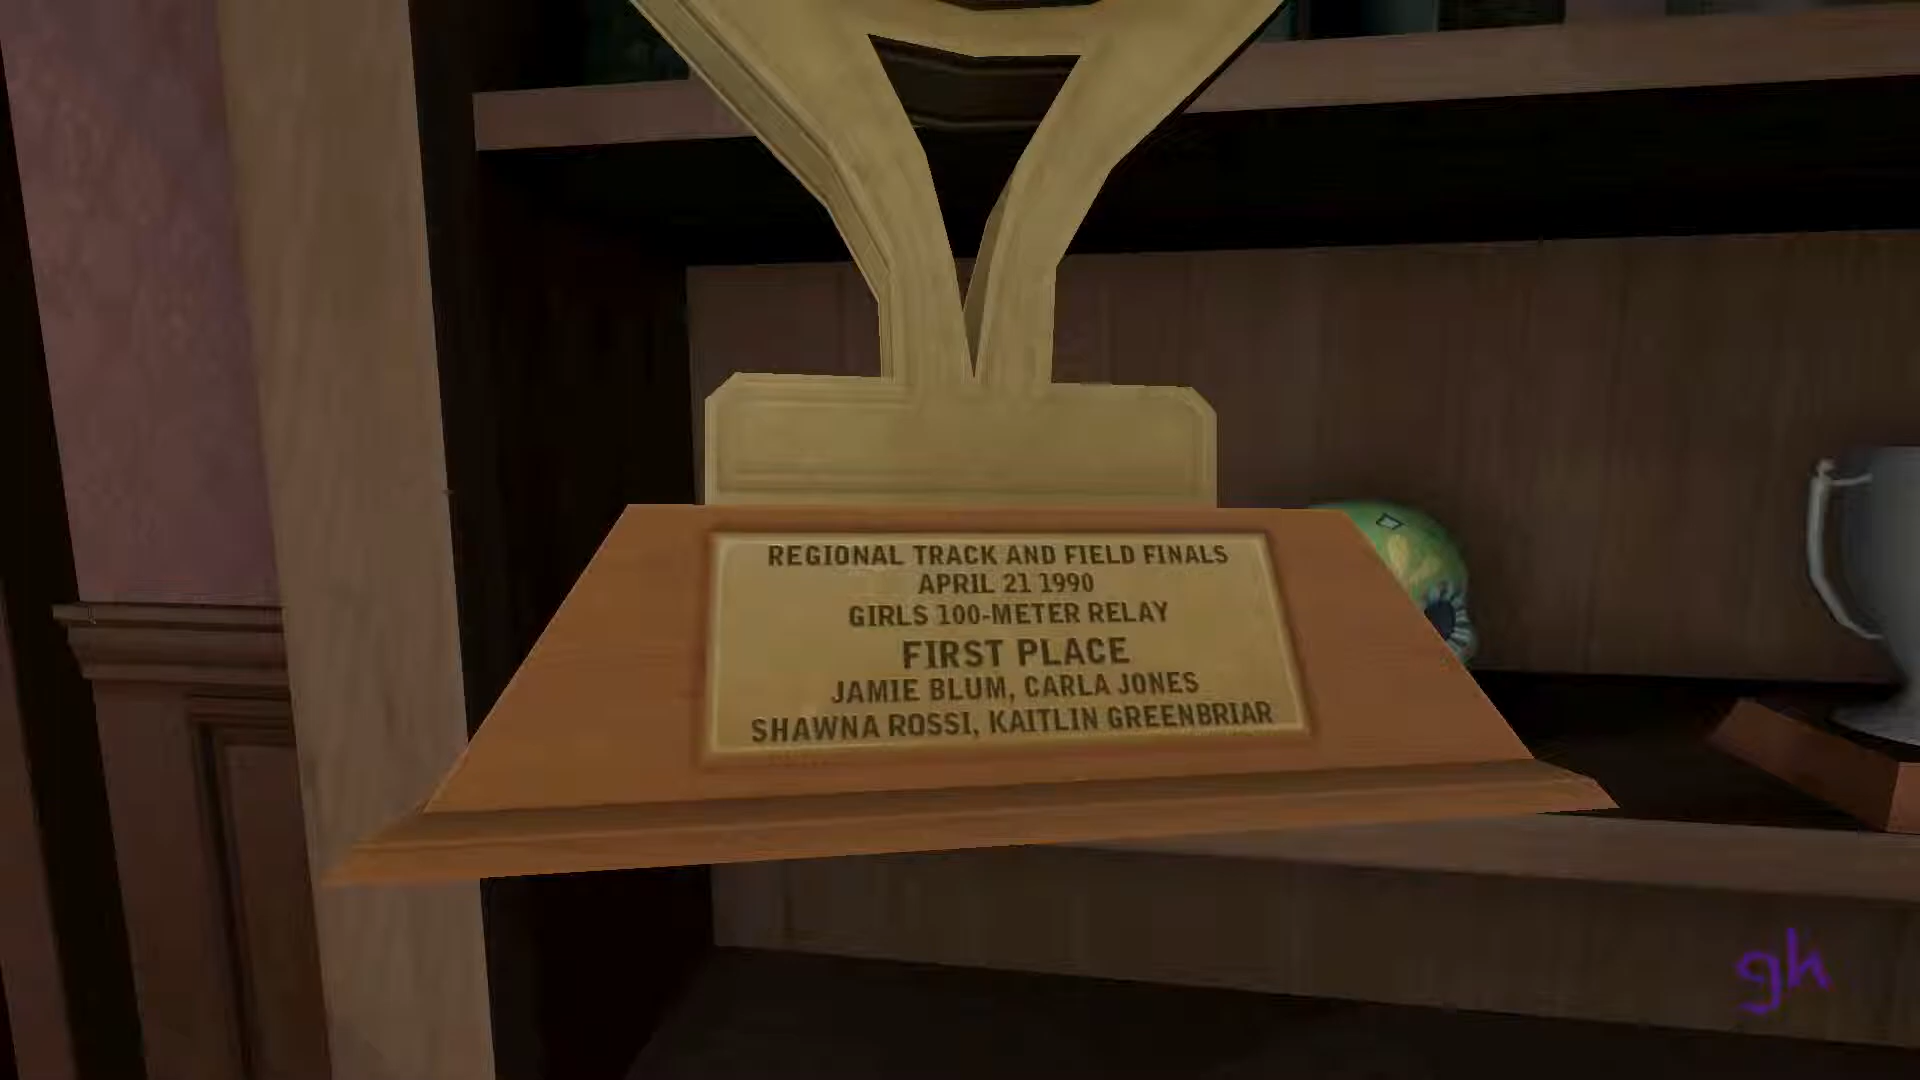 REGIONAL TRACK AND FIELD FINALS
APRIL 21 1990
GIRLS 100-METER RELAY
FIRST PLACE
JAMIE BLUM, CARLA JONES
SHAWNA ROSSI, KAITLIN GREENBRIAR
gh